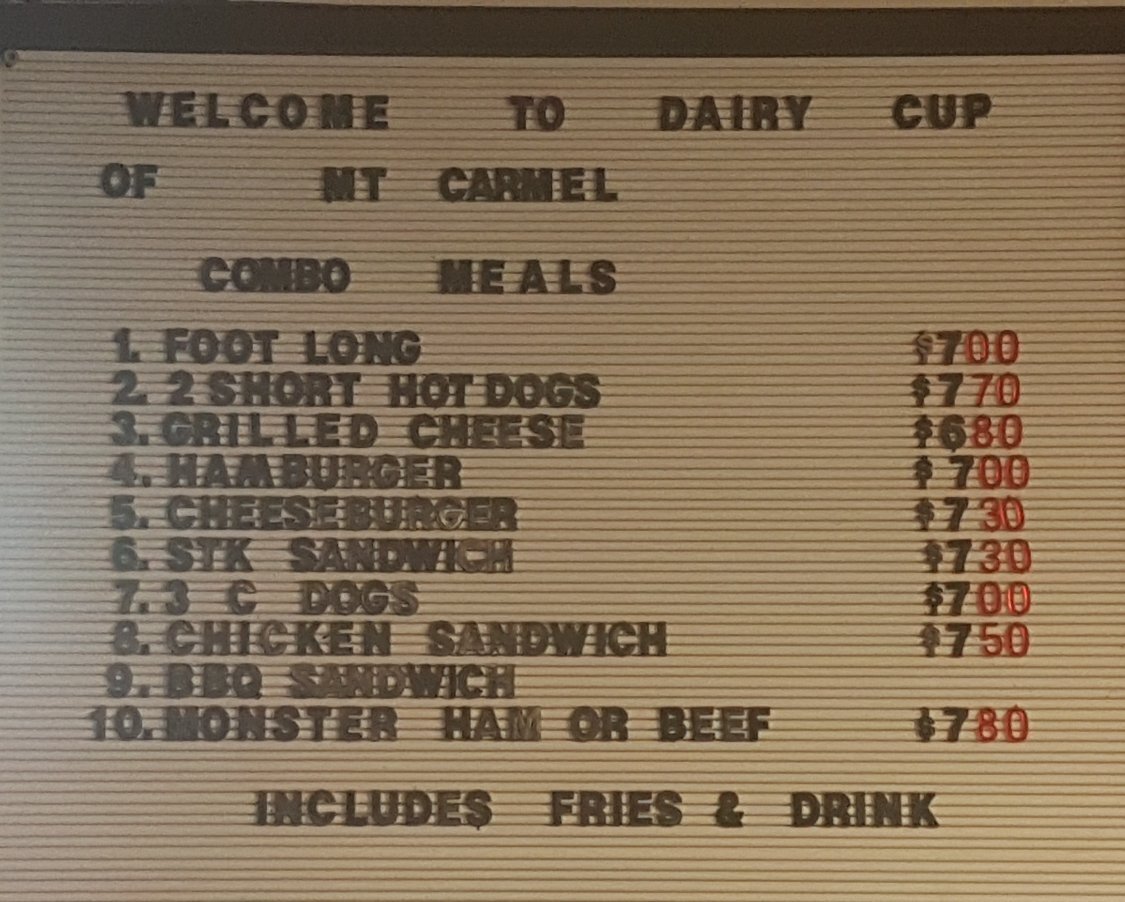 WELCOME TO DAIRY CUP
OF MT CARMEL
COMBO MEALS
1. FOOT LONG $700
2. 2 SHORT HOT DOGS $770
3. GRILLED CHEESE $680
4. HAMBURGER $700
5. CHEESEBURGER $730
6. STK SANDWICH $730
7. 3 C DOGS $700
8. CHICKEN SANDWICH $750
9. BBQ SANDWICH
10. MONSTER HAM OR BEEF $780
INCLUDES FRIES & DRINK